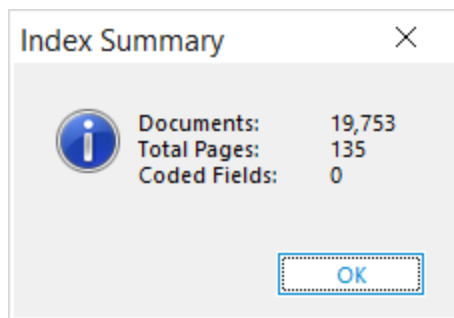 Index Summary
Documents: 19,753
Total Pages: 135
Coded Fields: 0
OK